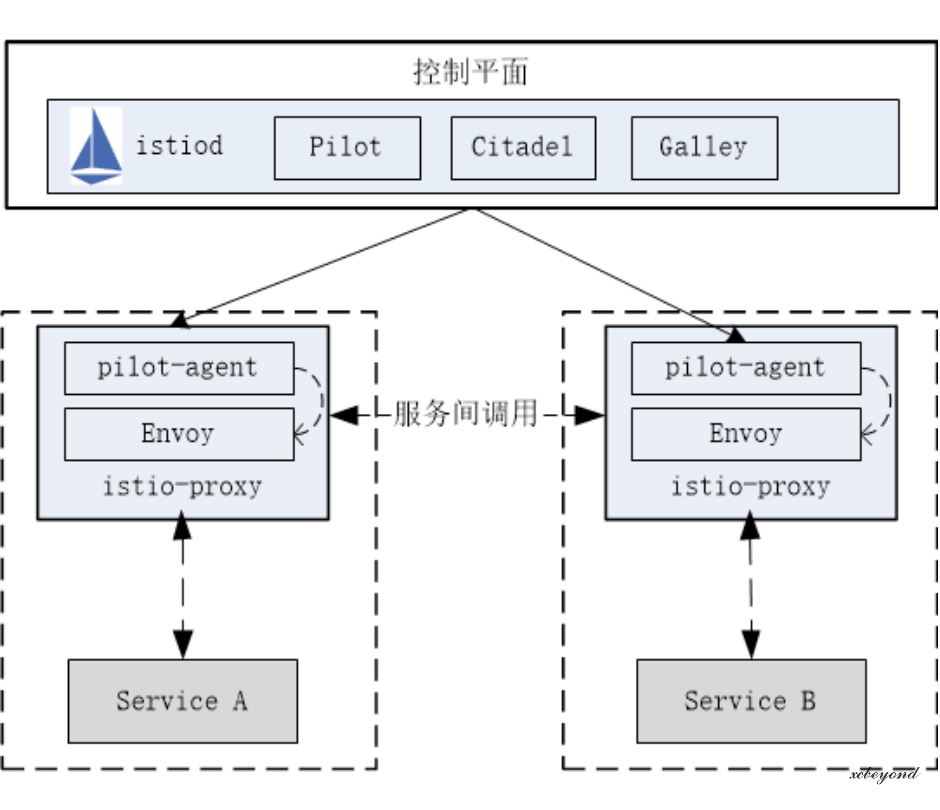 控制平面
istiod Pilot Citadel Galley
pilot-agent
Envoy
istio-proxy
服务间调用
pilot-agent
Envoy
istio-proxy
Service A
Service B
xcbeyond